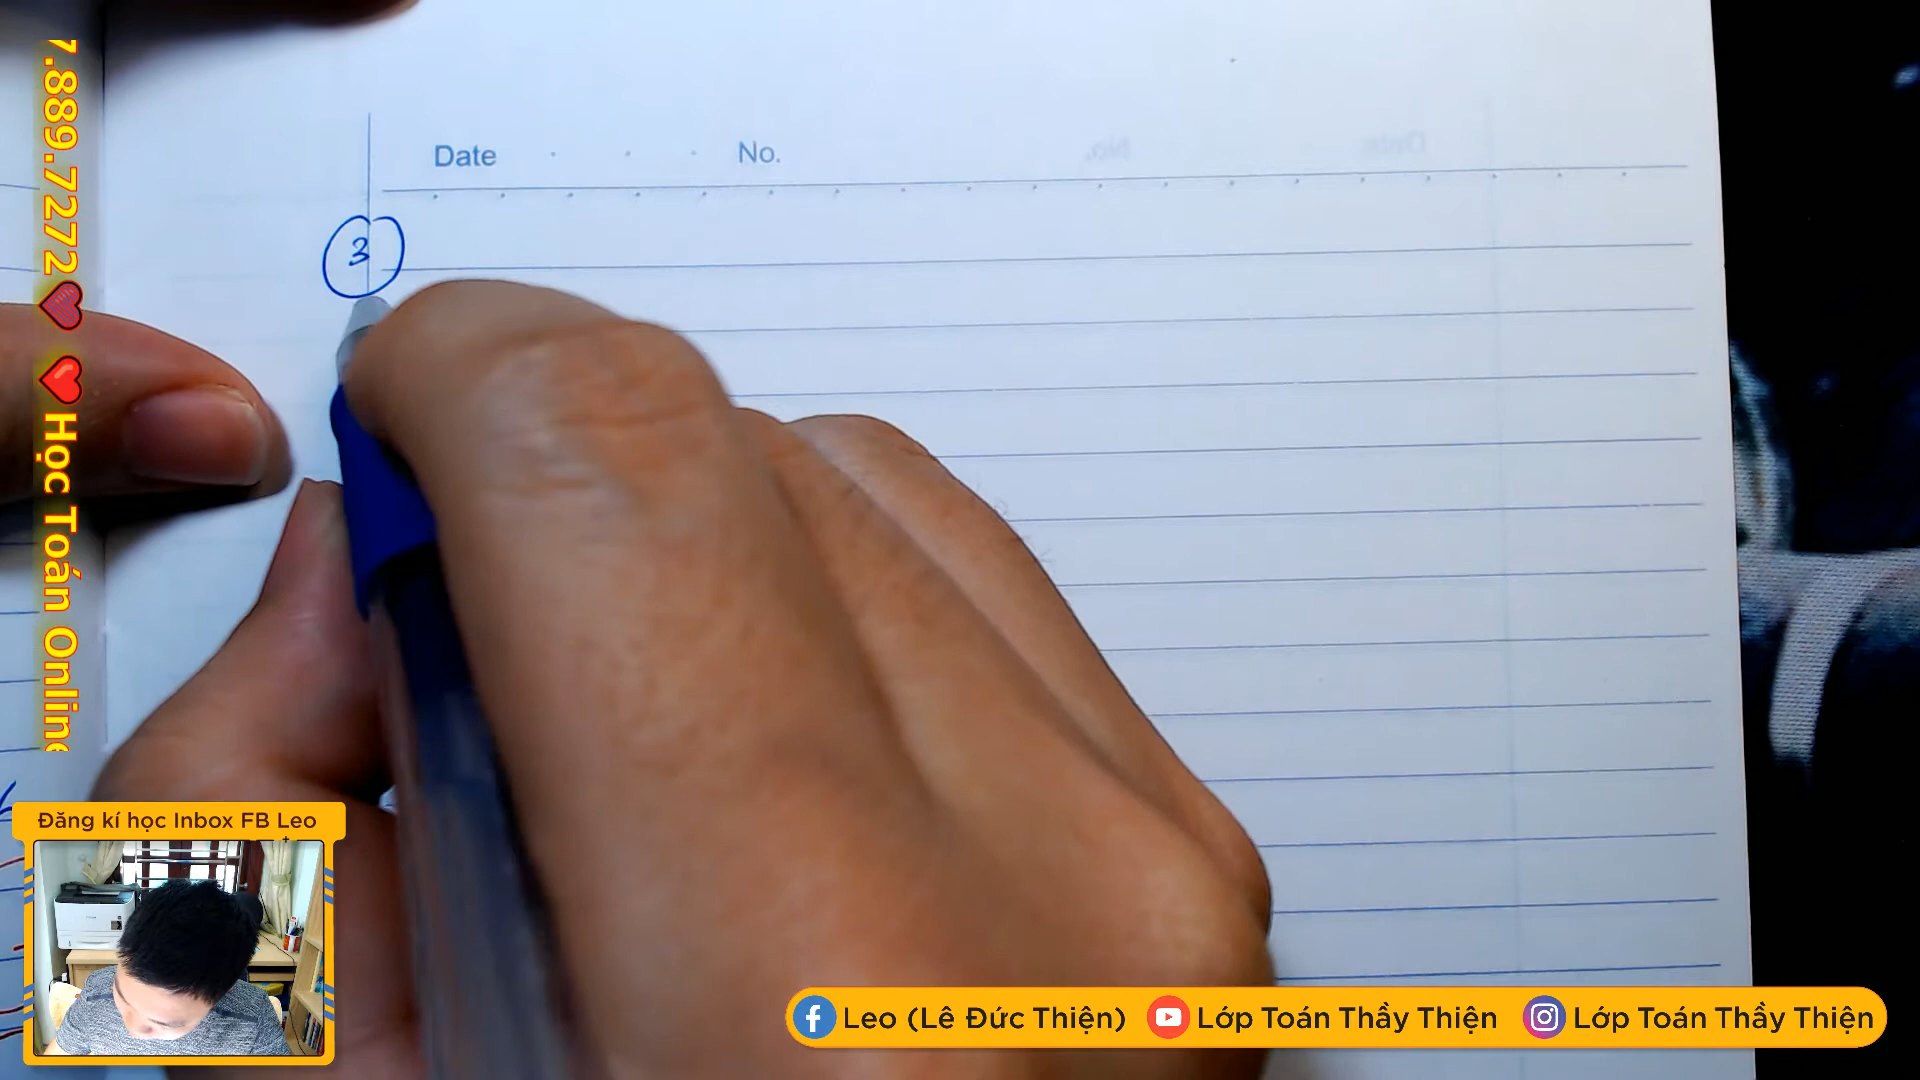 7.889.7272 Học Toán Online
Date No.
3
Đăng kí học Inbox FB Leo
Leo (Lê Đức Thiện) Lớp Toán Thầy Thiện Lớp Toán Thầy Thiện